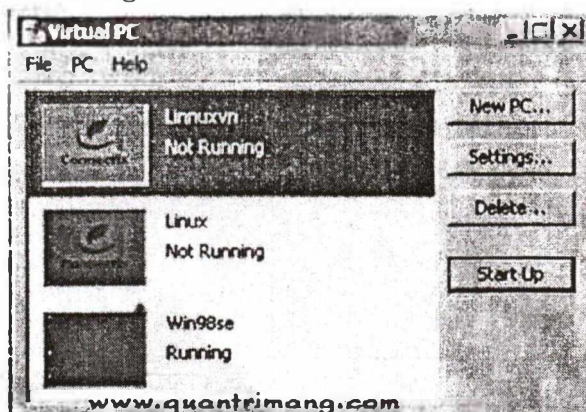 Virtual PC
File PC Help
Linnuxvn
Not Running
New PC...
Settings...
Connectix
Linux
Not Running
Delete...
Start Up
Win98se
Running
www.quantrimang.com